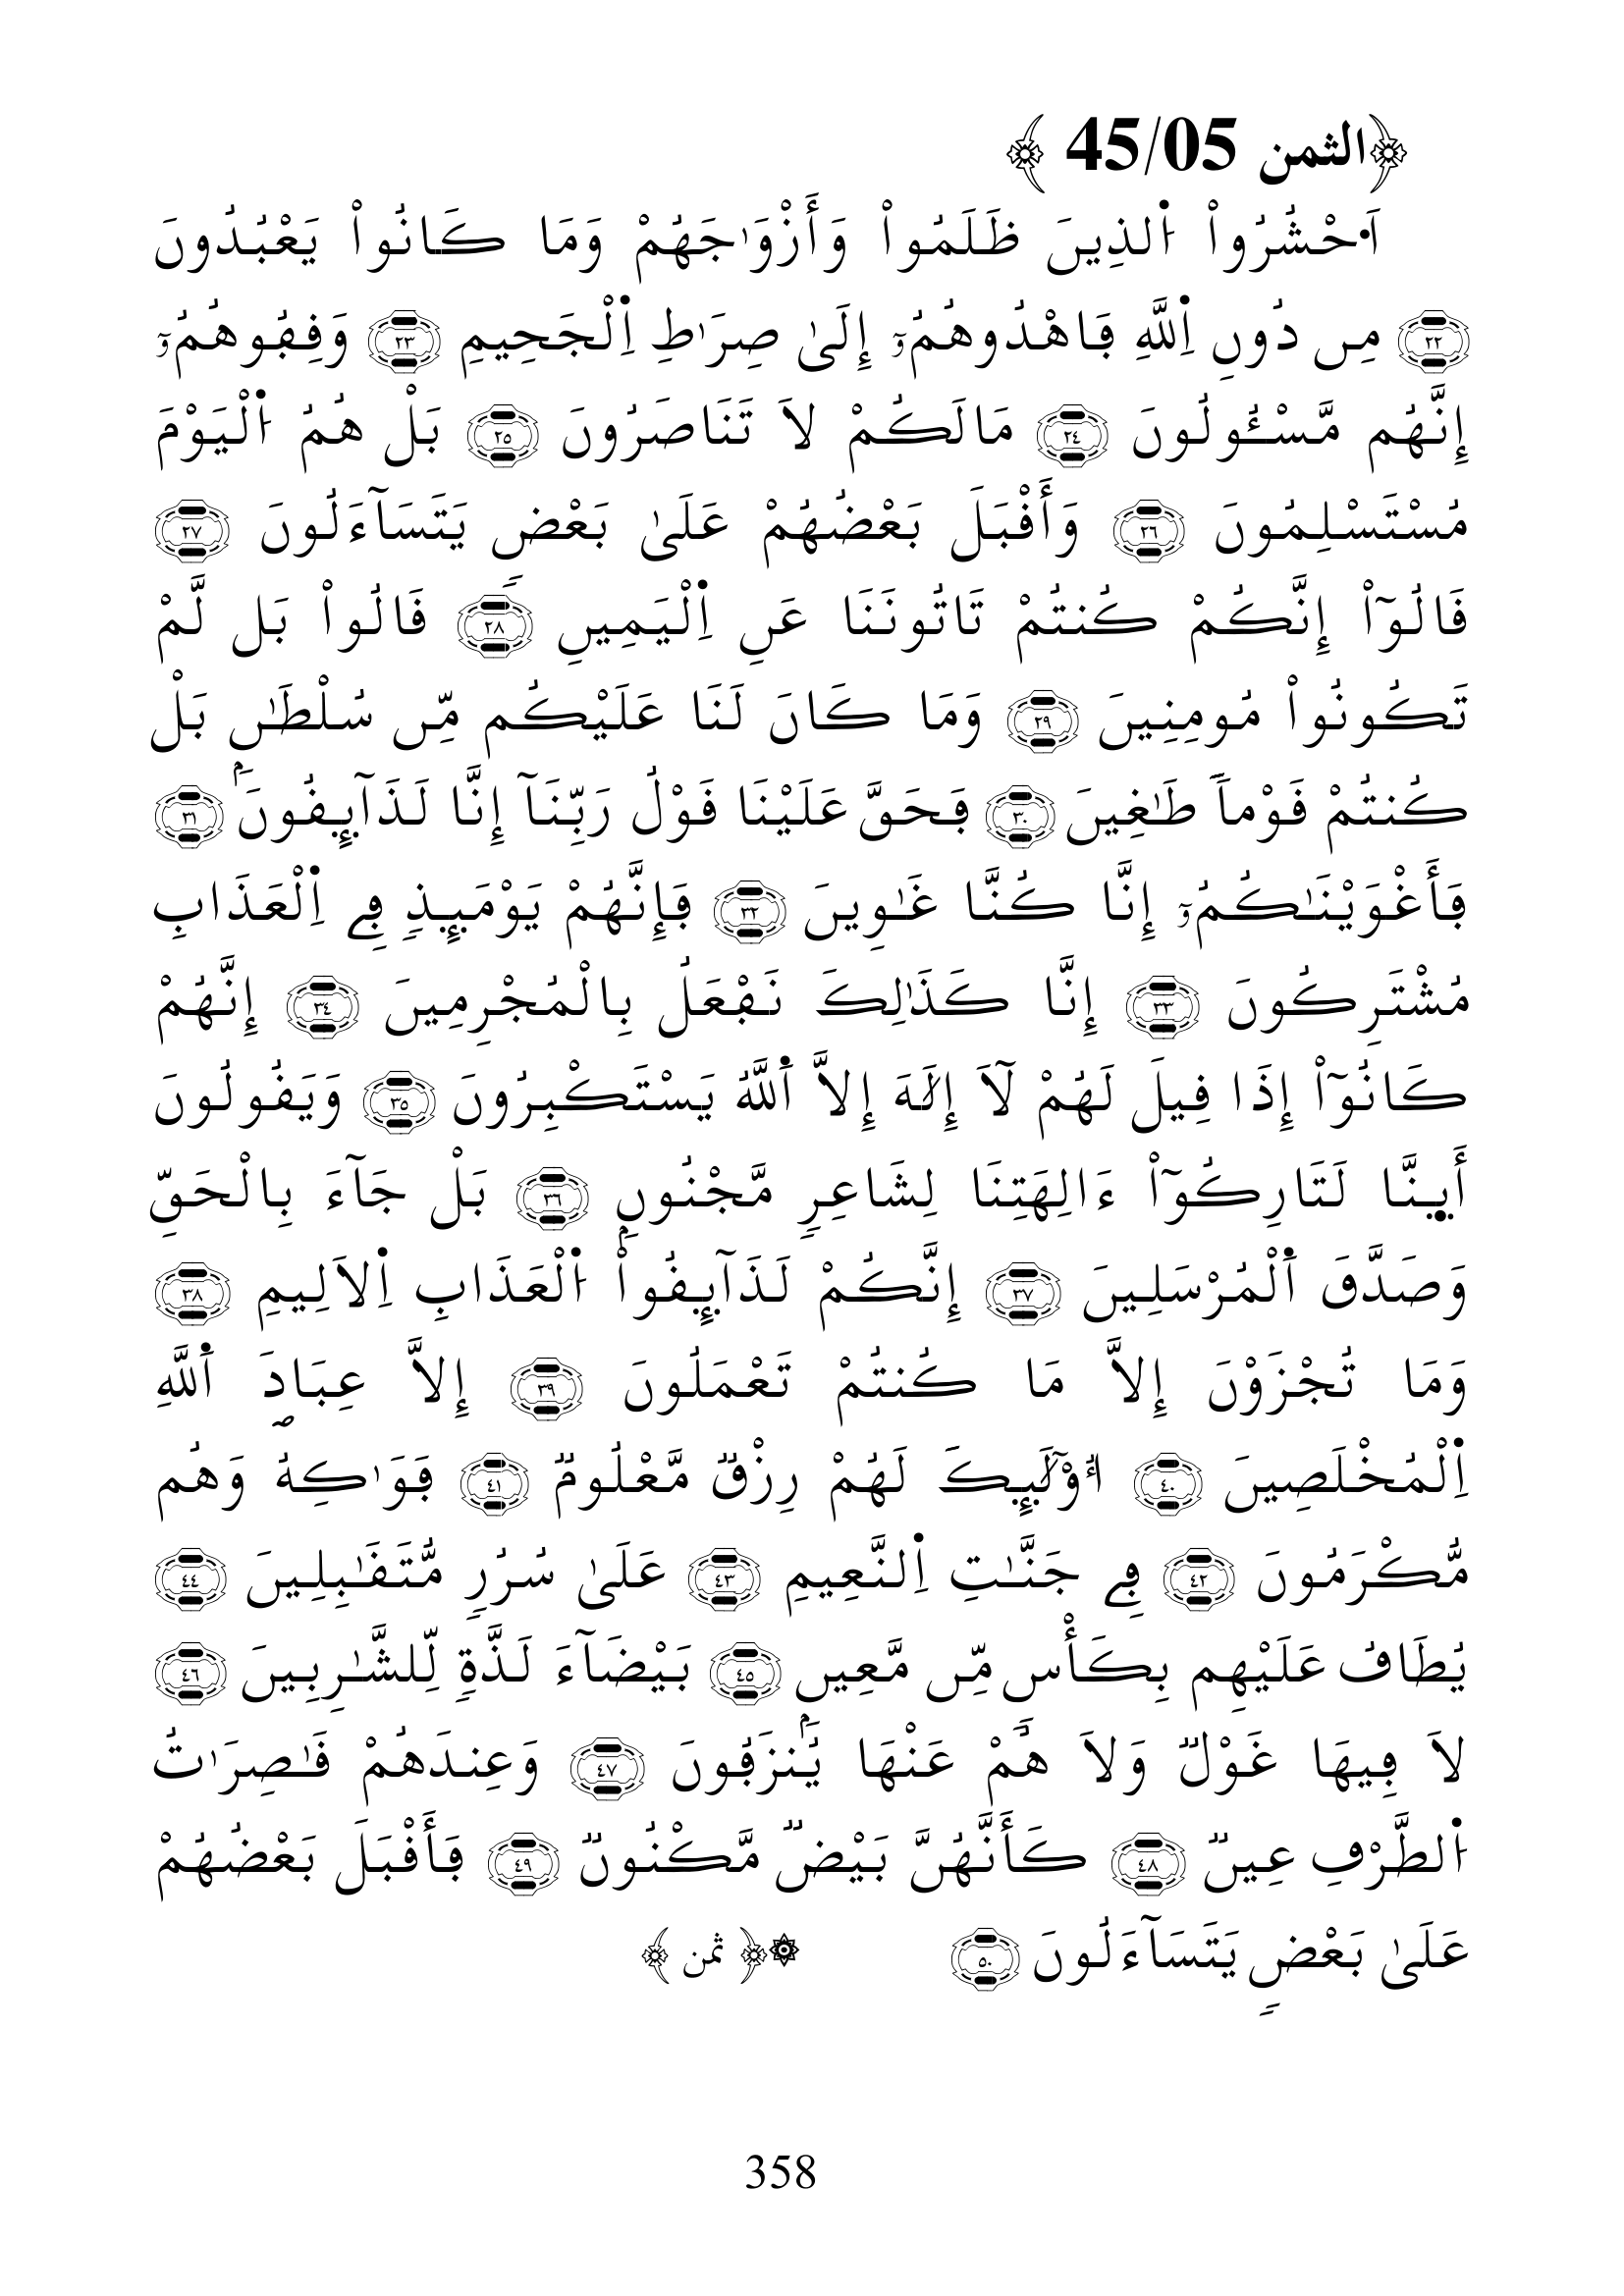 ﴿الثمن 45/05 ﴾
اَ۟حْشُرُواْ اُ۬لذِينَ ظَلَمُواْ وَأَزْوَٰجَهُمْ وَمَا كَانُواْ يَعْبُدُونَ
٢٢ مِن دُونِ اِ۬للَّهِ فَاهْدُوهُمُۥٓ إِلَىٰ صِرَٰطِ اِ۬لْجَحِيمِ ٢٣ وَقِفُوهُمُۥٓ
إِنَّهُم مَّسْـُٔولُونَ ٢٤ مَالَكُمْ لاَ تَنَاصَرُونَ ٢٥ بَلْ هُمُ اُ۬لْيَوْمَ
مُسْتَسْلِمُونَ ٢٦ وَأَقْبَلَ بَعْضُهُمْ عَلَىٰ بَعْضٖ يَتَسَآءَلُونَ ٢٧
قَالُوٓاْ إِنَّكُمْ كُنتُمْ تَاتُونَنَا عَنِ اِ۬لْيَمِينِۖ ٢٨ قَالُواْ بَل لَّمْ
تَكُونُواْ مُومِنِينَ ٢٩ وَمَا كَانَ لَنَا عَلَيْكُم مِّن سُلْطَٰنِۢ بَلْ
كُنتُمْ قَوْماٗ طَٰغِينَ ٣٠ فَحَقَّ عَلَيْنَا قَوْلُ رَبِّنَآ إِنَّا لَذَآئِقُونَۖ ٣١
فَأَغْوَيْنَٰكُمُۥٓ إِنَّا كُنَّا غَٰوِينَ ٣٢ فَإِنَّهُمْ يَوْمَئِذٖ فِے اِ۬لْعَذَابِ
مُشْتَرِكُونَ ٣٣ إِنَّا كَذَٰلِكَ نَفْعَلُ بِالْمُجْرِمِينَ ٣٤ إِنَّهُمْ
كَانُوٓاْ إِذَا قِيلَ لَهُمْ لَآ إِلَٰهَ إِلاَّ اَ۬للَّهُ يَسْتَكْبِرُونَ ٣٥ وَيَقُولُونَ
أَئِنَّا لَتَارِكُوٓاْ ءَالِهَتِنَا لِشَاعِرٖ مَّجْنُونِۢ ٣٦ بَلْ جَآءَ بِالْحَقِّ
وَصَدَّقَ اَ۬لْمُرْسَلِينَ ٣٧ إِنَّكُمْ لَذَآئِقُواْ اُ۬لْعَذَابِ اِ۬لاَلِيمِ ٣٨
وَمَا تُجْزَوْنَ إِلاَّ مَا كُنتُمْ تَعْمَلُونَ ٣٩ إِلاَّ عِبَادَ اَ۬للَّهِ
اِ۬لْمُخْلَصِينَ ٤٠ أُوْلَٰٓئِكَ لَهُمْ رِزْقٞ مَّعْلُومٞ ٤١ فَوَٰكِهُ وَهُم
مُّكْرَمُونَ ٤٢ فِے جَنَّٰتِ اِ۬لنَّعِيمِ ٤٣ عَلَىٰ سُرُرٖ مُّتَقَٰبِلِينَ ٤٤
يُطَافُ عَلَيْهِم بِكَأْسٖ مِّن مَّعِينِۢ ٤٥ بَيْضَآءَ لَذَّةٖ لِّلشَّٰرِبِينَ ٤٦
لاَ فِيهَا غَوْلٞ وَلاَ هُمْ عَنْهَا يُنزَفُونَۖ ٤٧ وَعِندَهُمْ قَٰصِرَٰتُ
اُ۬لطَّرْفِ عِينٞ ٤٨ كَأَنَّهُنَّ بَيْضٞ مَّكْنُونٞ ٤٩ فَأَقْبَلَ بَعْضُهُمْ
عَلَىٰ بَعْضٖ يَتَسَآءَلُونَ ٥٠ ۞﴿ ثمن ﴾
358